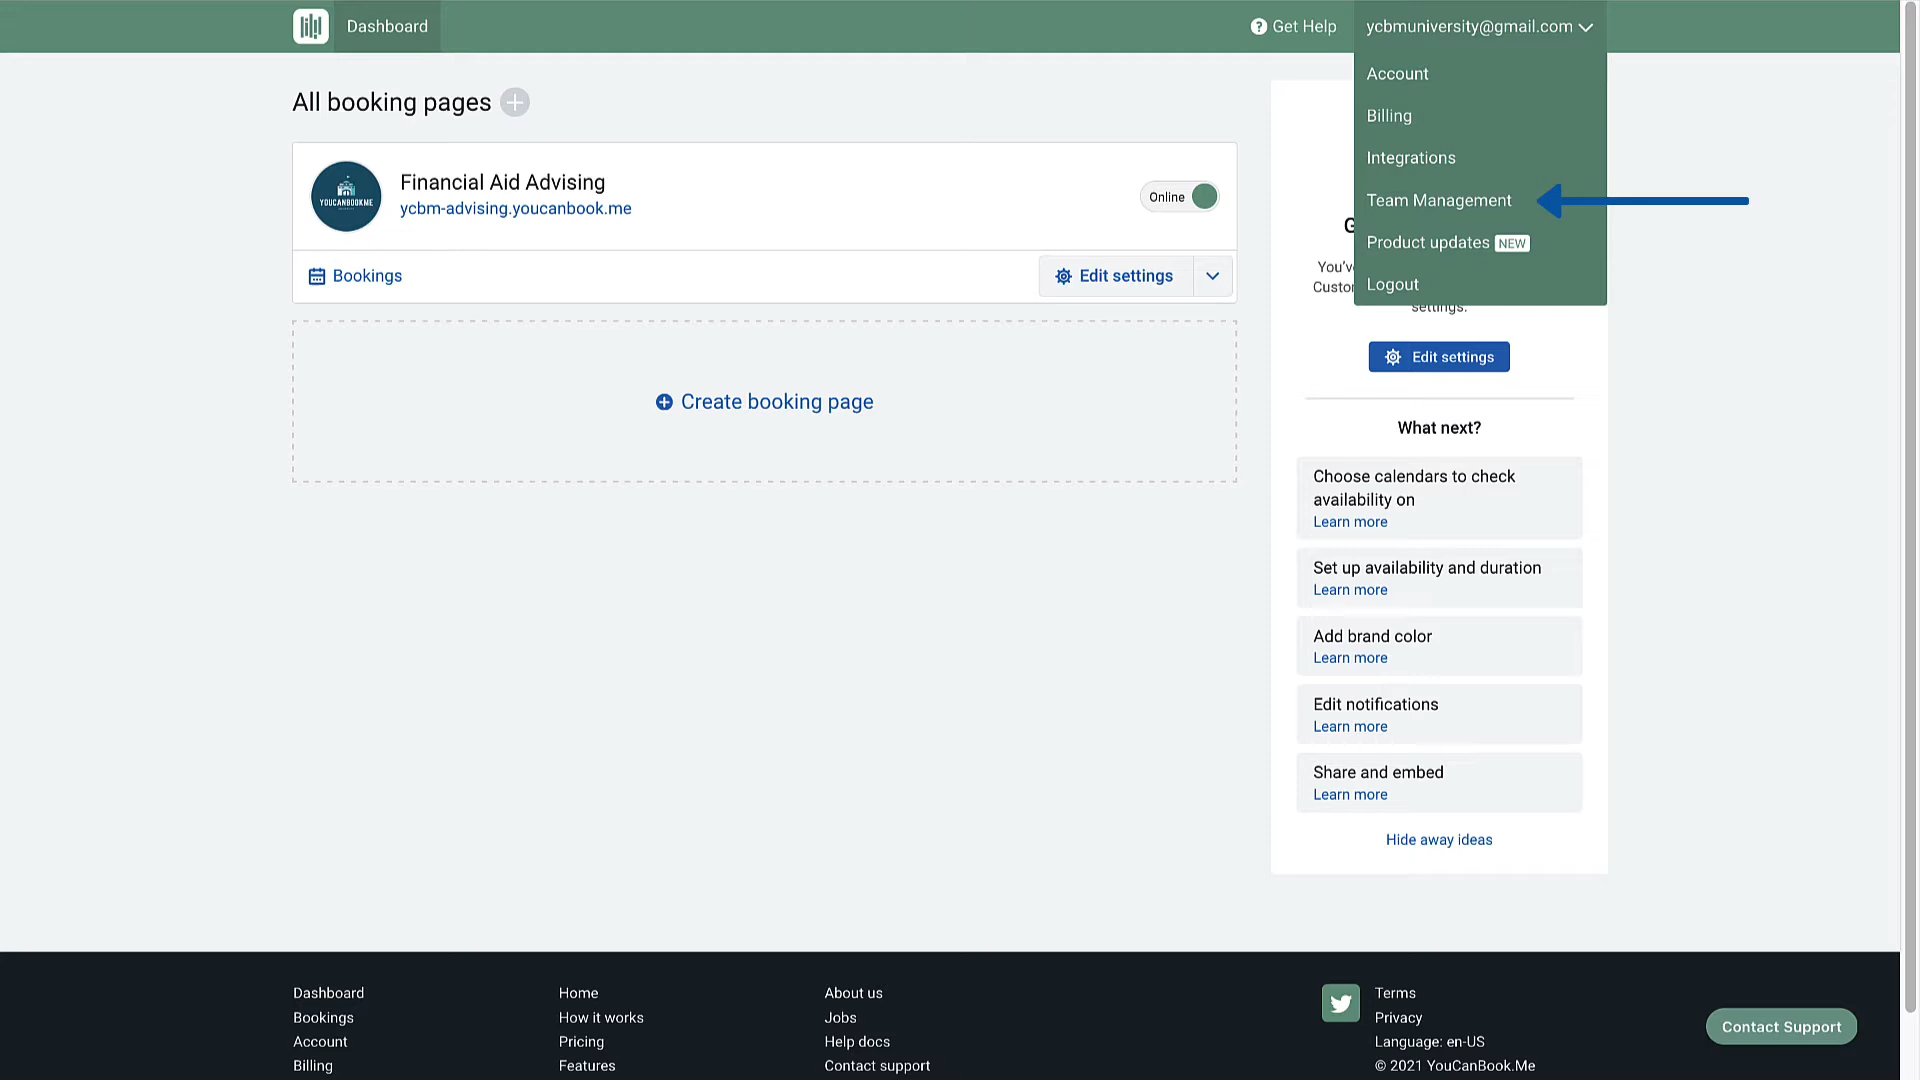 Dashboard
Get Help
ycbmuniversity@gmail.com
Account
Billing
Integrations
Team Management
Product updates NEW
Logout
All booking pages
YOUCANBOOKME
Financial Aid Advising
ycbm-advising.youcanbook.me
Online
Bookings
Edit settings
Create booking page
G
You'v
Custor
settings.
Edit settings
What next?
Choose calendars to check
availability on
Learn more
Set up availability and duration
Learn more
Add brand color
Learn more
Edit notifications
Learn more
Share and embed
Learn more
Hide away ideas
Dashboard
Bookings
Account
Billing
Home
How it works
Pricing
Features
About us
Jobs
Help docs
Contact support
Terms
Privacy
Language: en-US
© 2021 YouCanBook.Me
Contact Support